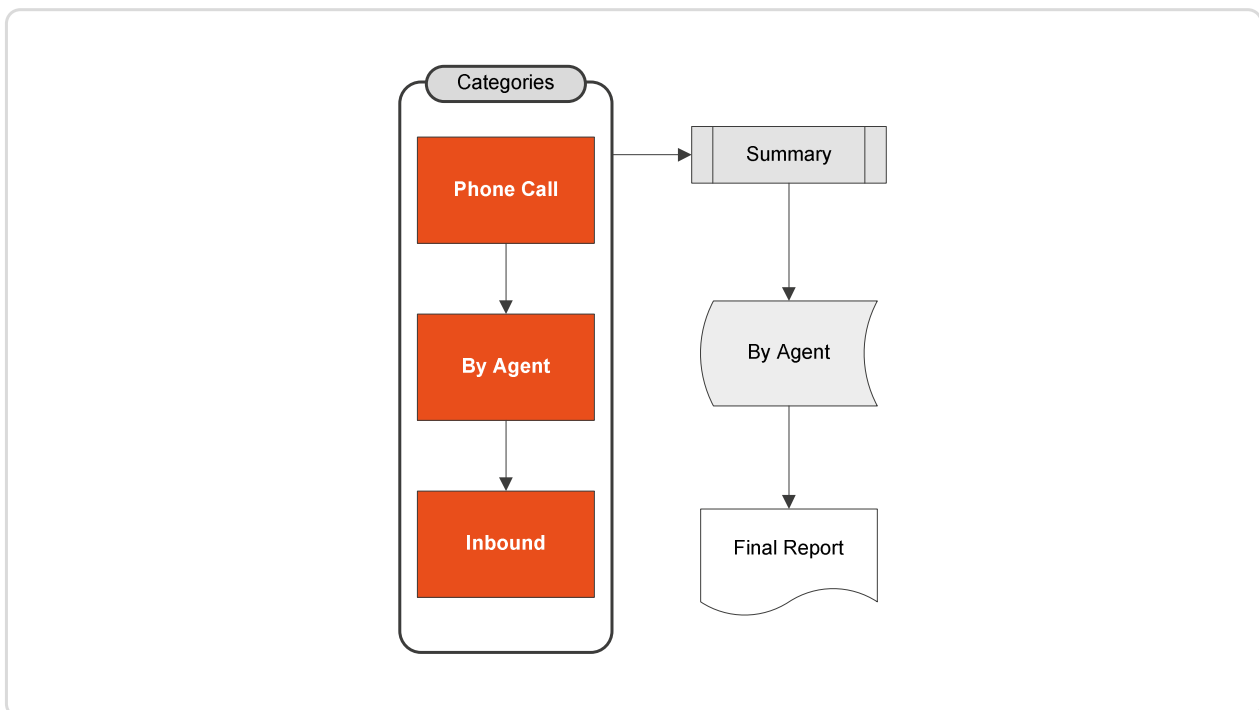 Categories
Phone Call
By Agent
Inbound
Summary
By Agent
Final Report